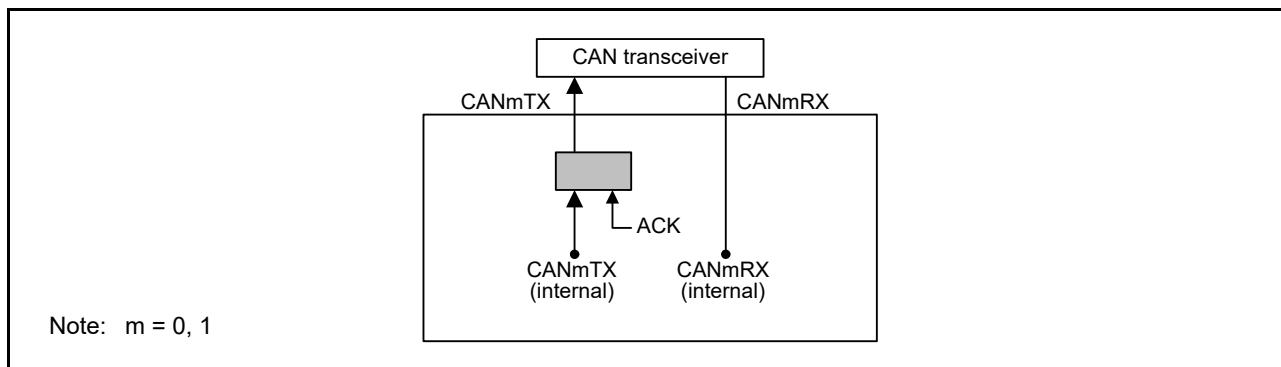 CAN transceiver
CANmTX
CANmRX
ACK
CANmTX
(internal)
CANmRX
(internal)
Note: m = 0, 1